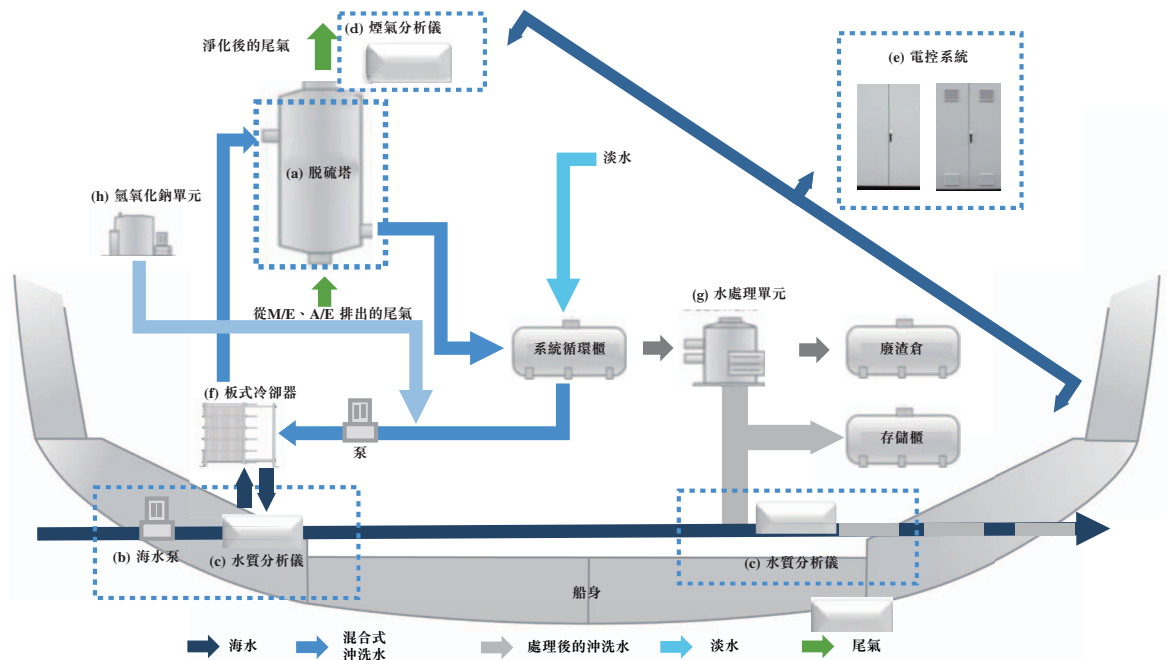 (d) 煙氣分析儀
淨化後的尾氣
(e) 電控系統
(a) 脫硫塔
淡水
(h) 氫氧化鈉單元
(g) 水處理單元
從M/E、A/E 排出的尾氣
系統循環櫃
廢渣倉
(f) 板式冷卻器
存儲櫃
泵
(b) 海水泵
(c) 水質分析儀
(c) 水質分析儀
船身
海水
混合式
沖洗水
處理後的沖洗水
淡水
尾氣